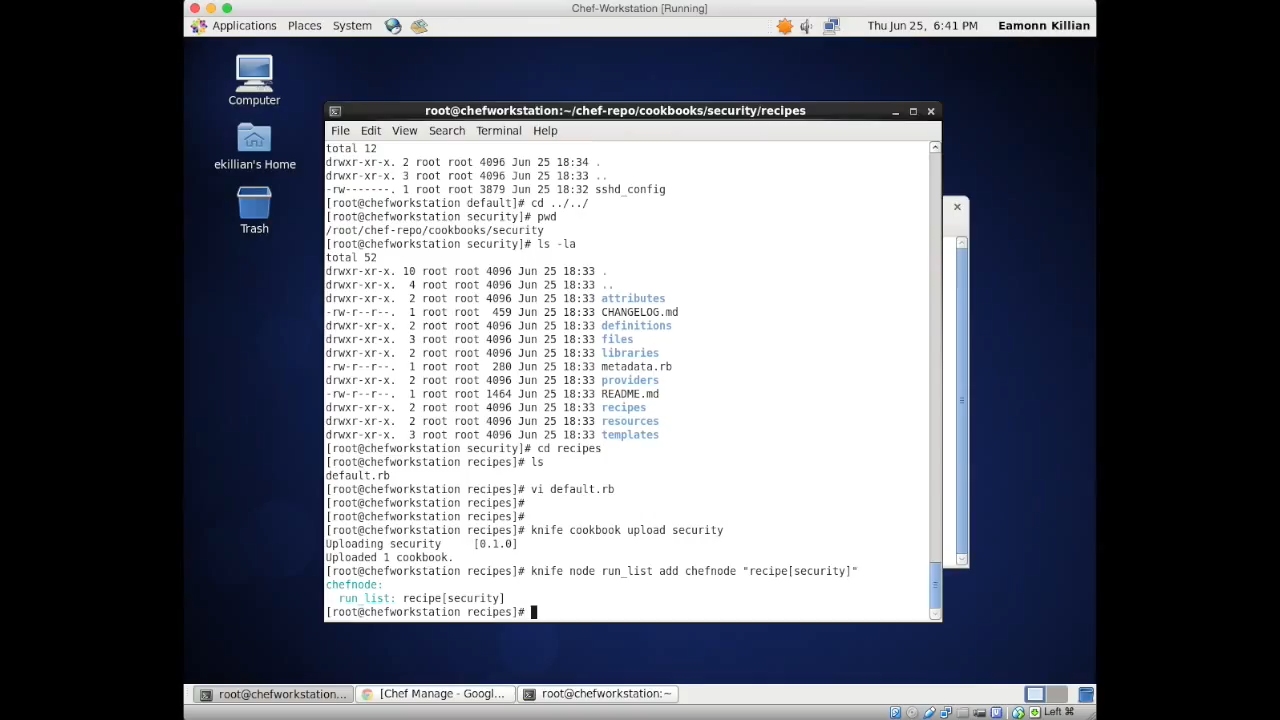 Chef-Workstation [Running]
Applications Places System
Thu Jun 25, 6:41 PM Eamonn Killian
Computer
ekillian's Home
Trash
root@chefworkstation:~/chef-repo/cookbooks/security/recipes
File Edit View Search Terminal Help
total 12
drwxr-xr-x. 2 root root 4096 Jun 25 18:34 .
drwxr-xr-x. 3 root root 4096 Jun 25 18:33 ..
-rw-------. 1 root root 3879 Jun 25 18:32 sshd_config
[root@chefworkstation default]# cd ../../
[root@chefworkstation security]# pwd
/root/chef-repo/cookbooks/security
[root@chefworkstation security]# ls -la
total 52
drwxr-xr-x. 10 root root 4096 Jun 25 18:33 .
drwxr-xr-x.  4 root root 4096 Jun 25 18:33 ..
drwxr-xr-x.  2 root root 4096 Jun 25 18:33 attributes
-rw-r--r--.  1 root root  459 Jun 25 18:33 CHANGELOG.md
drwxr-xr-x.  2 root root 4096 Jun 25 18:33 definitions
drwxr-xr-x.  3 root root 4096 Jun 25 18:33 files
drwxr-xr-x.  2 root root 4096 Jun 25 18:33 libraries
-rw-r--r--.  1 root root  280 Jun 25 18:33 metadata.rb
drwxr-xr-x.  2 root root 4096 Jun 25 18:33 providers
-rw-r--r--.  1 root root 1464 Jun 25 18:33 README.md
drwxr-xr-x.  2 root root 4096 Jun 25 18:33 recipes
drwxr-xr-x.  2 root root 4096 Jun 25 18:33 resources
drwxr-xr-x.  3 root root 4096 Jun 25 18:33 templates
[root@chefworkstation security]# cd recipes
[root@chefworkstation recipes]# ls
default.rb
[root@chefworkstation recipes]# vi default.rb
[root@chefworkstation recipes]#
[root@chefworkstation recipes]#
[root@chefworkstation recipes]# knife cookbook upload security
Uploading security     [0.1.0]
Uploaded 1 cookbook.
[root@chefworkstation recipes]# knife node run_list add chefnode "recipe[security]"
chefnode:
  run_list: recipe[security]
[root@chefworkstation recipes]#
root@chefworkstation... [Chef Manage - Googl... root@chefworkstation:~
Left ⌘